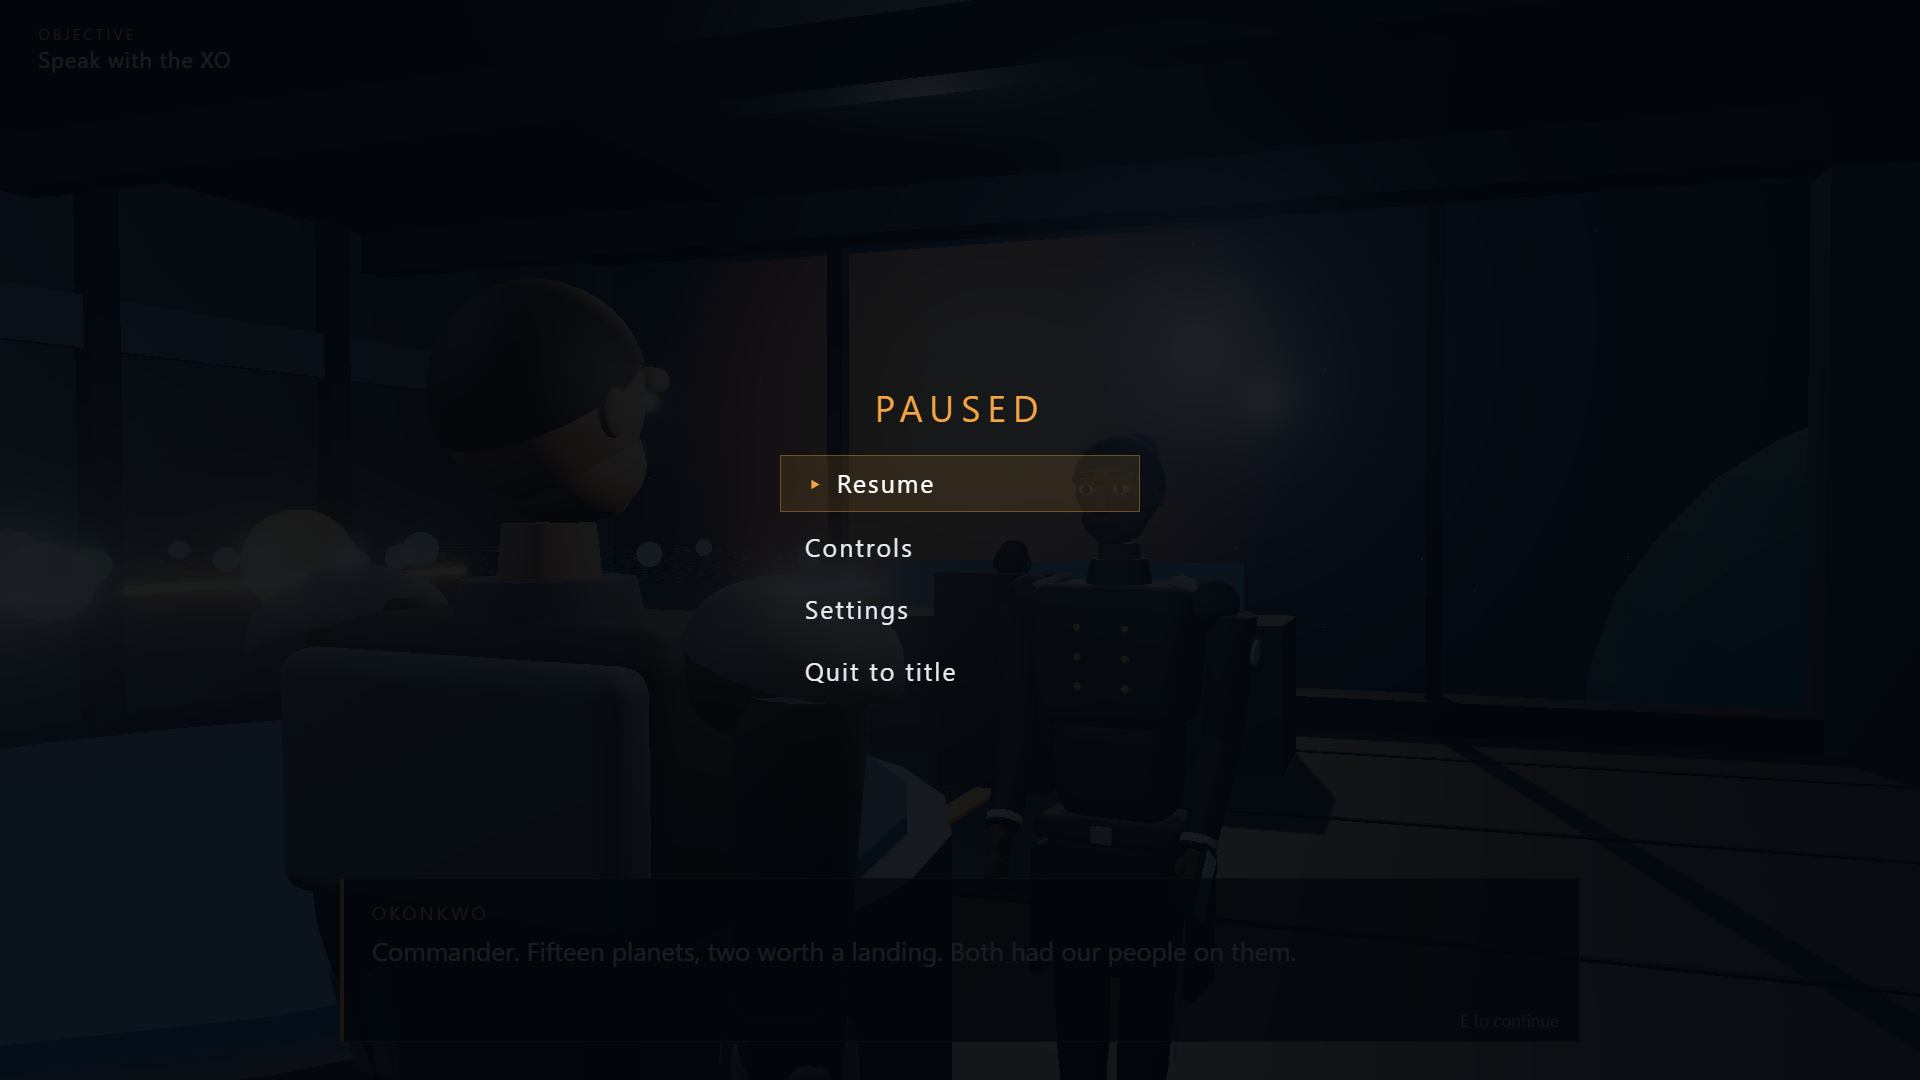 OBJECTIVE
Speak with the XO
PAUSED
Resume
Controls
Settings
Quit to title
OKONKWO
Commander. Fifteen planets, two worth a landing. Both had our people on them.
E to continue